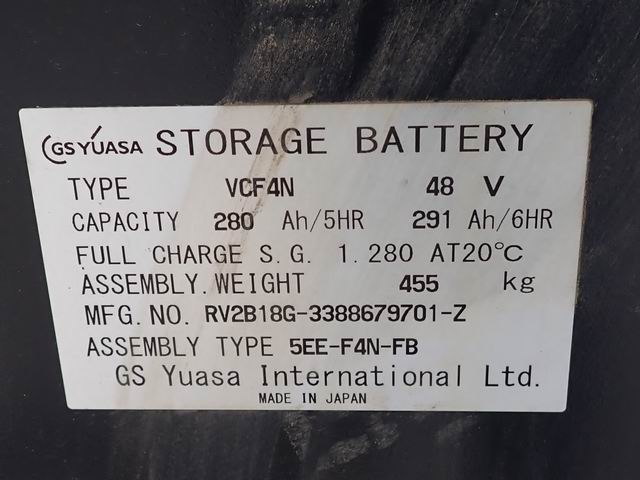 GS YUASA STORAGE BATTERY
TYPE VCF4N 48 V
CAPACITY 280 Ah/5HR 291 Ah/6HR
FULL CHARGE S.G. 1.280 AT20°C
ASSEMBLY.WEIGHT 455 kg
MFG.NO. RV2B18G-3388679701-Z
ASSEMBLY TYPE 5EE-F4N-FB
GS Yuasa International Ltd.
MADE IN JAPAN